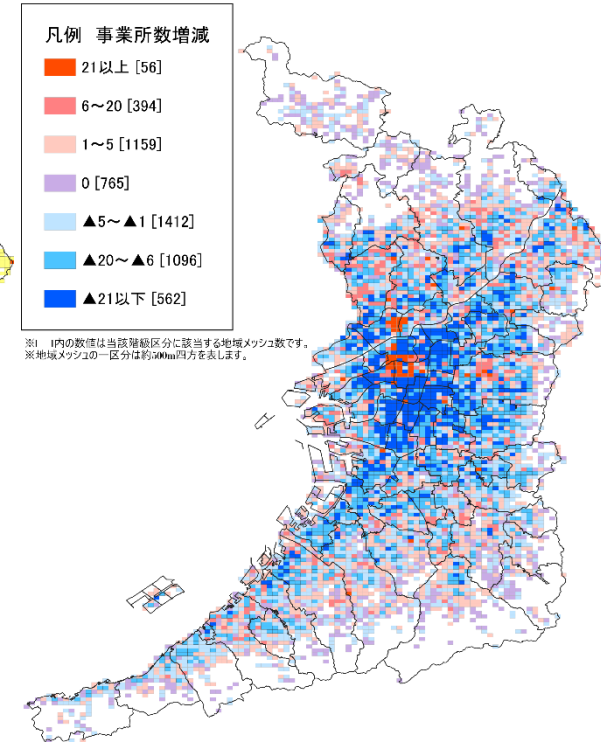 凡例 事業所数増減
21以上 [56]
6～20 [394]
1～5 [1159]
0 [765]
▲5～▲1 [1412]
▲20～▲6 [1096]
▲21以下 [562]
※[ ]内の数値は当該階級区分に該当する地域メッシュ数です。
※地域メッシュの一区分は約500m四方を表します。